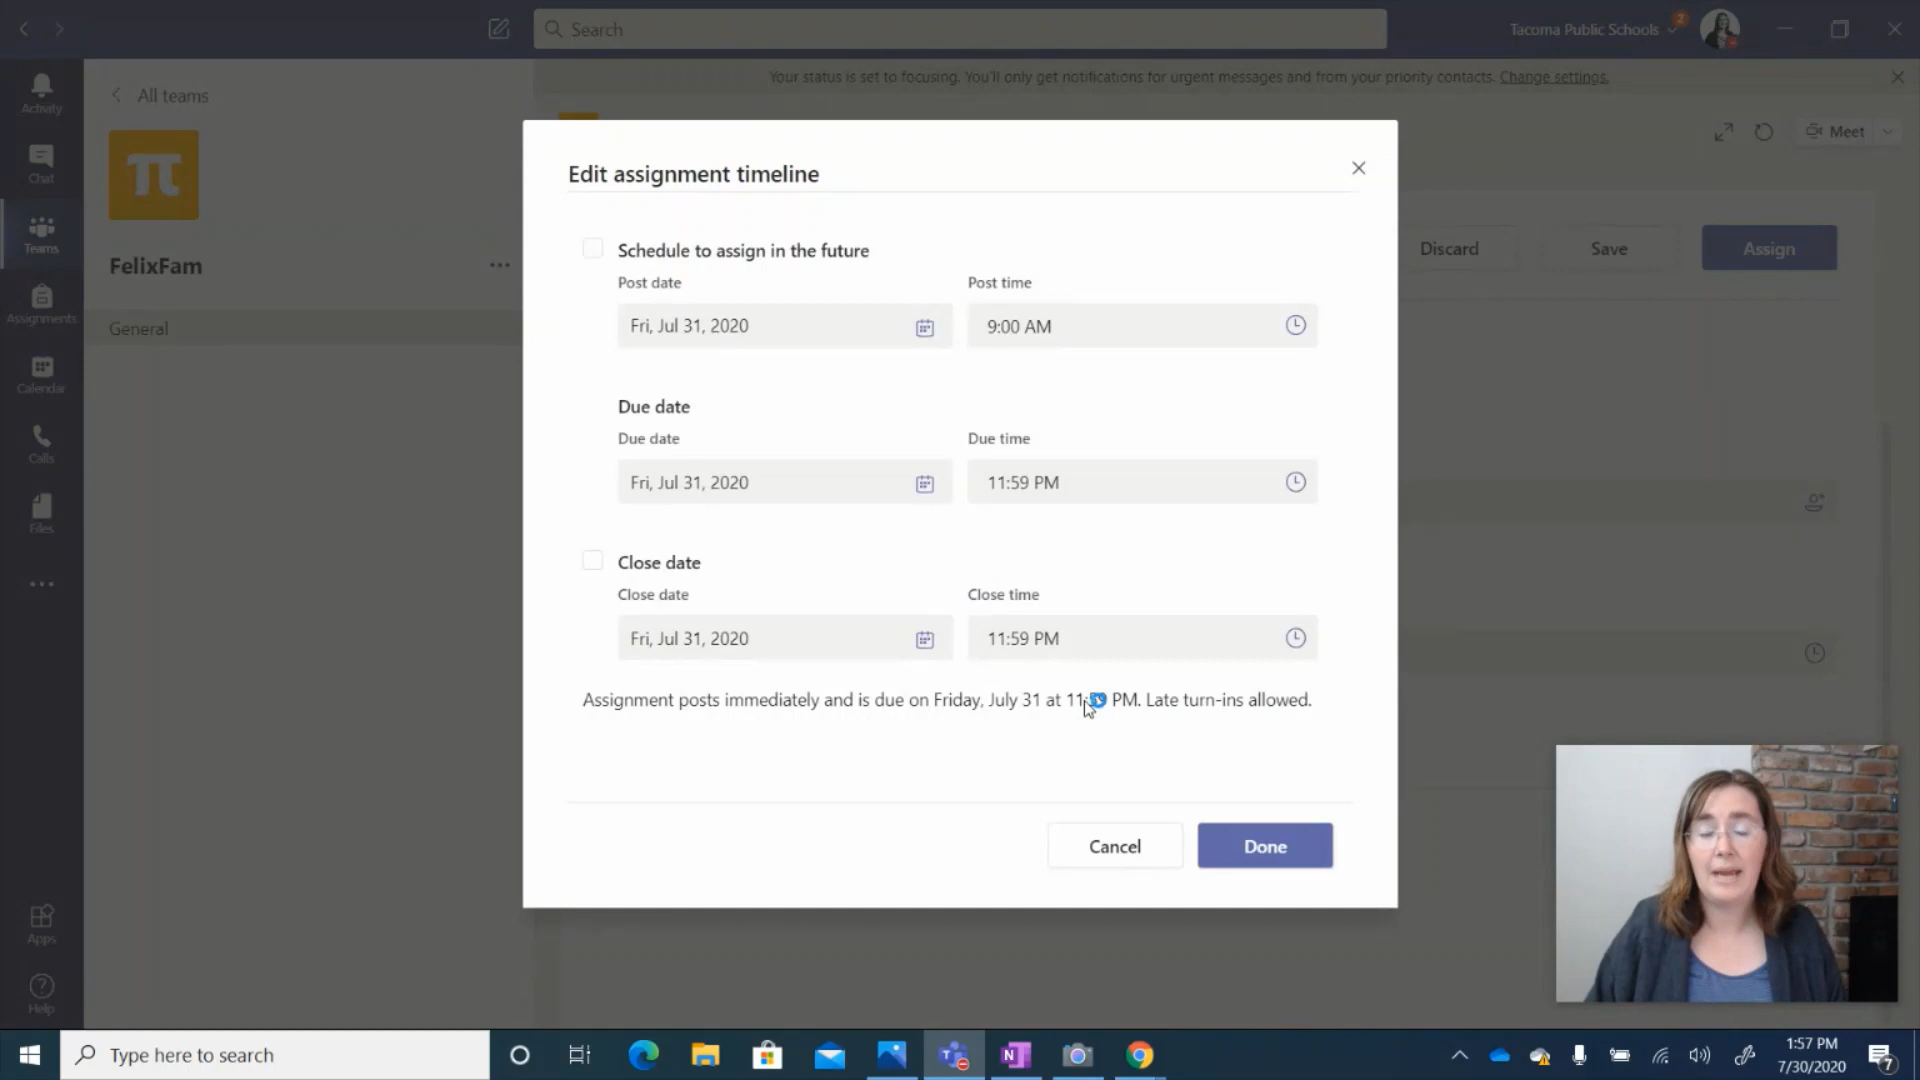 Search
Tacoma Public Schools
2
Your status is set to focusing. You'll only get notifications for urgent messages and from your priority contacts. Change settings.
Activity
Chat
Teams
Assignments
Calendar
Calls
Files
Apps
Help
All teams
π
FelixFam
General
Meet
Discard
Save
Assign
Edit assignment timeline
Schedule to assign in the future
Post date
Post time
Fri, Jul 31, 2020
9:00 AM
Due date
Due date
Due time
Fri, Jul 31, 2020
11:59 PM
Close date
Close date
Close time
Fri, Jul 31, 2020
11:59 PM
Assignment posts immediately and is due on Friday, July 31 at PM. Late turn-ins allowed.
Cancel
Done
Type here to search
1:57 PM
7/30/2020
7